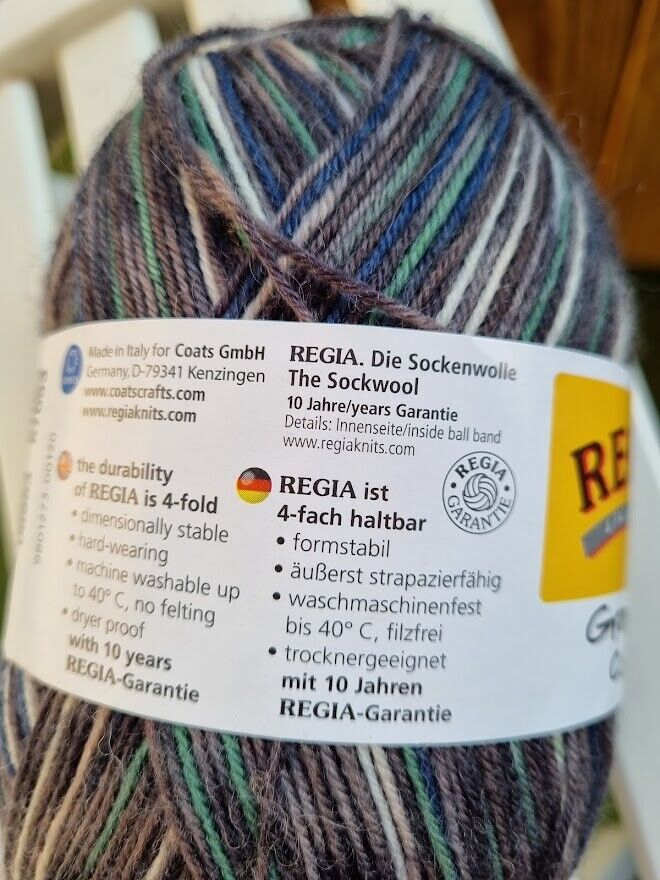 Made in Italy for Coats GmbH
Germany, D-79341 Kenzingen
www.coatscrafts.com
www.regiaknits.com
REGIA. Die Sockenwolle
The Sockwool
10 Jahre/years Garantie
Details: Innenseite/inside ball band
www.regiaknits.com
the durability
of REGIA is 4-fold
• dimensionally stable
• hard-wearing
• machine washable up
to 40° C, no felting
• dryer proof
with 10 years
REGIA-Garantie
REGIA ist
4-fach haltbar
• formstabil
• äußerst strapazierfähig
• waschmaschinenfest
bis 40° C, filzfrei
• trocknergeeignet
mit 10 Jahren
REGIA-Garantie
REGIA
GARANTIE
RE